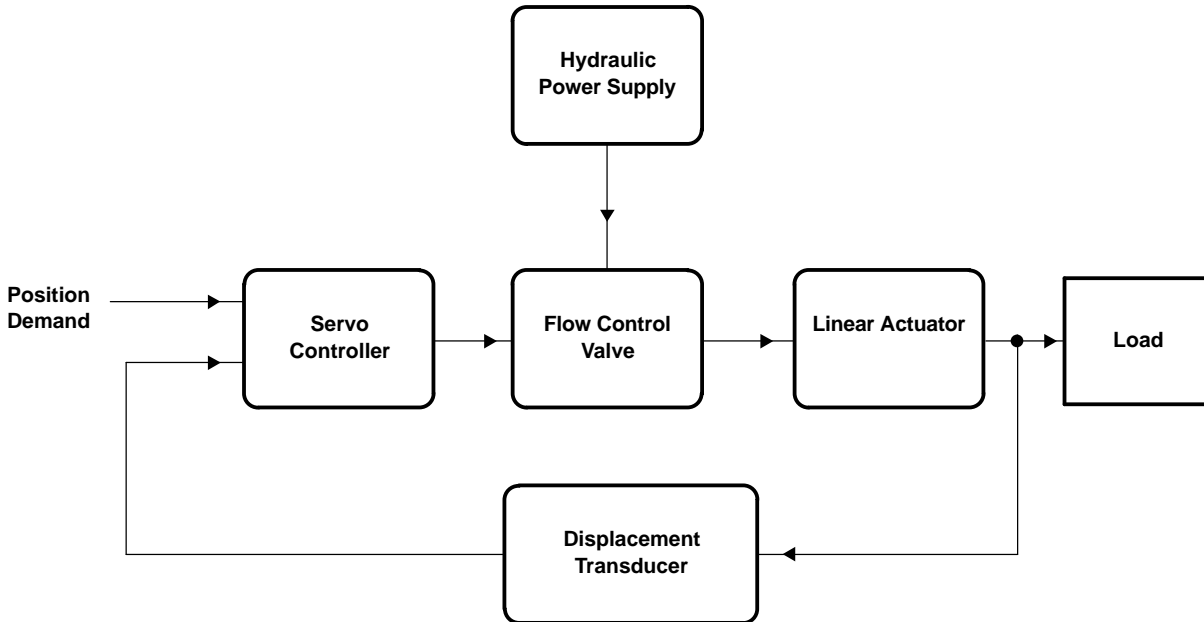 Hydraulic
Power Supply
Position
Demand
Servo
Controller
Flow Control
Valve
Linear Actuator
Load
Displacement
Transducer